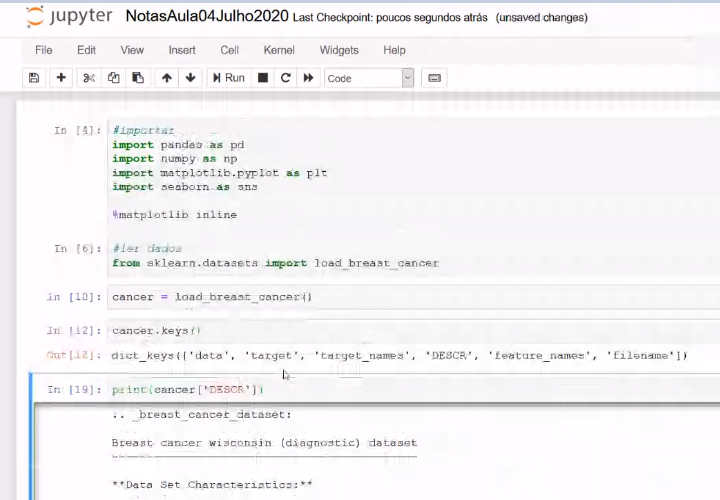 jupyter NotasAula04Julho2020 Last Checkpoint: poucos segundos atrás (unsaved changes)
File Edit View Insert Cell Kernel Widgets Help
Run Code
In [4]: #importar
import pandas as pd
import numpy as np
import matplotlib.pyplot as plt
import seaborn as sns
%matplotlib inline
In [6]: #ler dados
from sklearn.datasets import load_breast_cancer
In [10]: cancer = load_breast_cancer()
In [12]: cancer.keys()
Out[12]: dict_keys(['data', 'target', 'target_names', 'DESCR', 'feature_names', 'filename'])
In [19]: print(cancer['DESCR'])
.. _breast_cancer_dataset:
Breast cancer wisconsin (diagnostic) dataset
--------------------------------------------
**Data Set Characteristics:**